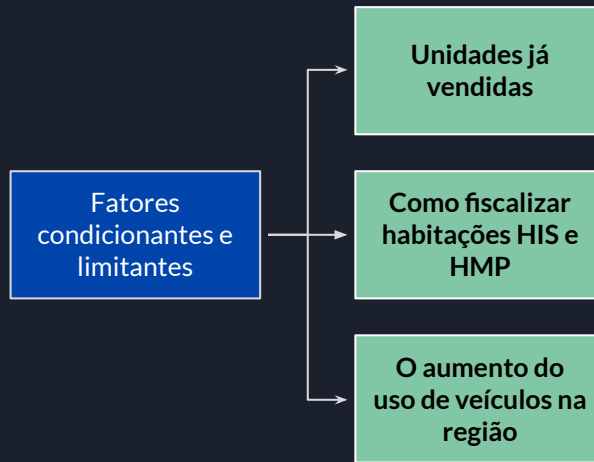 Unidades já
vendidas
Fatores
condicionantes e
limitantes
Como fiscalizar
habitações HIS e
HMP
O aumento do
uso de veículos na
região